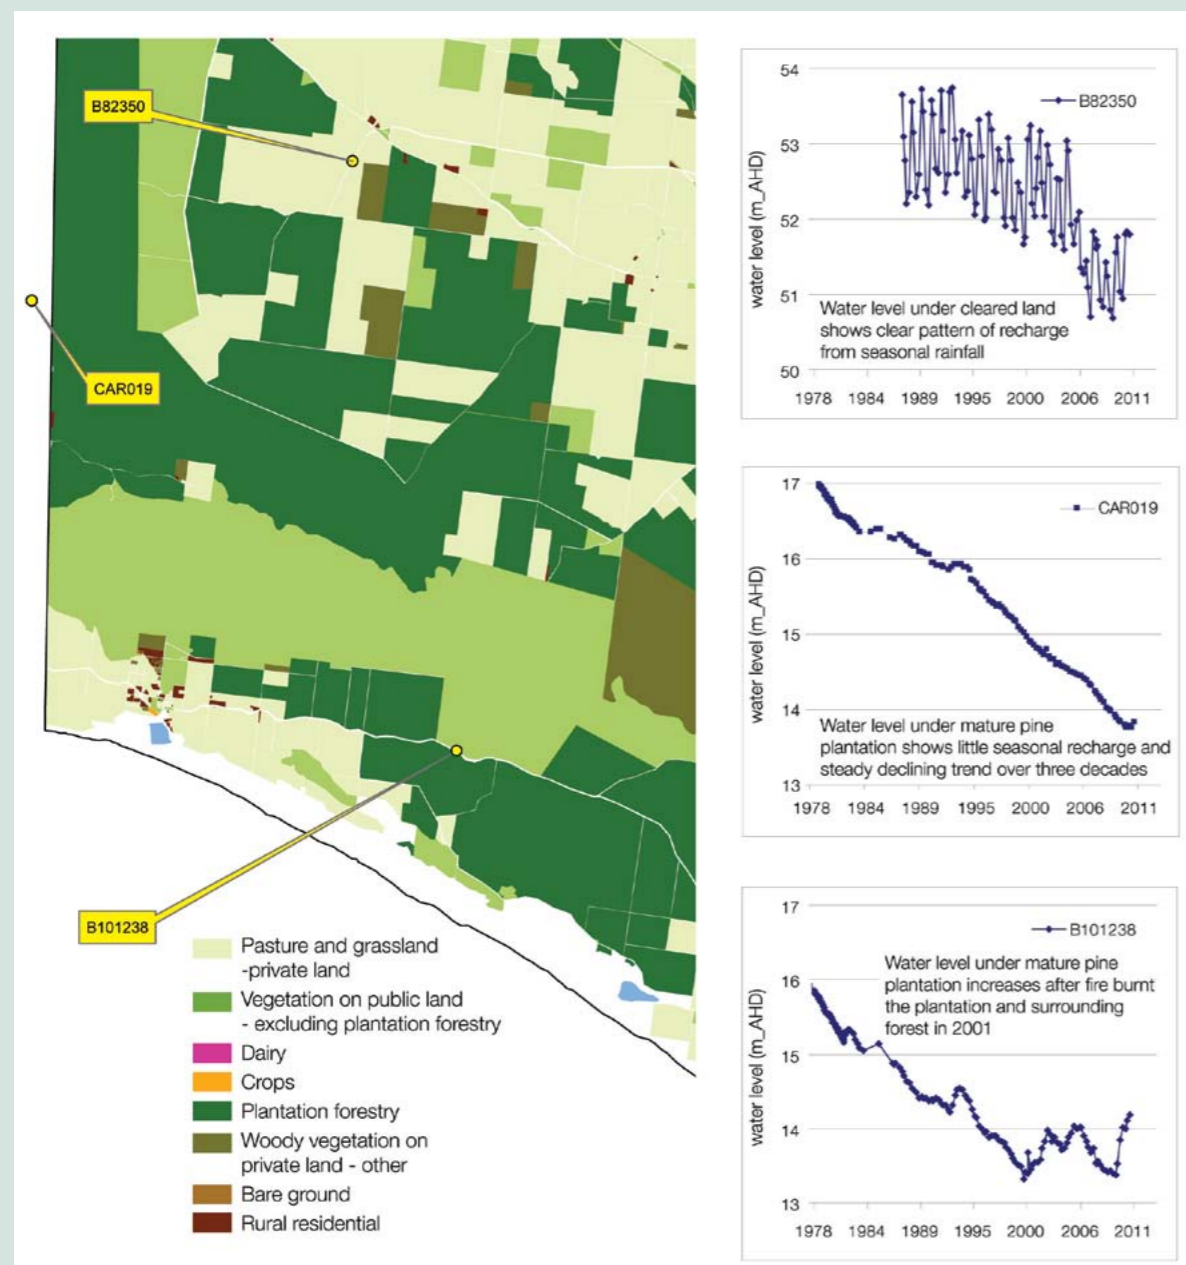 B82350
CAR019
B101238
Pasture and grassland
-private land
Vegetation on public land
- excluding plantation forestry
Dairy
Crops
Plantation forestry
Woody vegetation on
private land - other
Bare ground
Rural residential
water level (m_AHD)
54
53
52
51
50
B82350
Water level under cleared land
shows clear pattern of recharge
from seasonal rainfall
1978 1984 1989 1995 2000 2006 2011
water level (m_AHD)
17
16
15
14
13
CAR019
Water level under mature pine
plantation shows little seasonal recharge and
steady declining trend over three decades
1978 1984 1989 1995 2000 2006 2011
water level (m_AHD)
17
16
15
14
13
B101238
Water level under mature pine
plantation increases after fire burnt
the plantation and surrounding
forest in 2001
1978 1984 1989 1995 2000 2006 2011